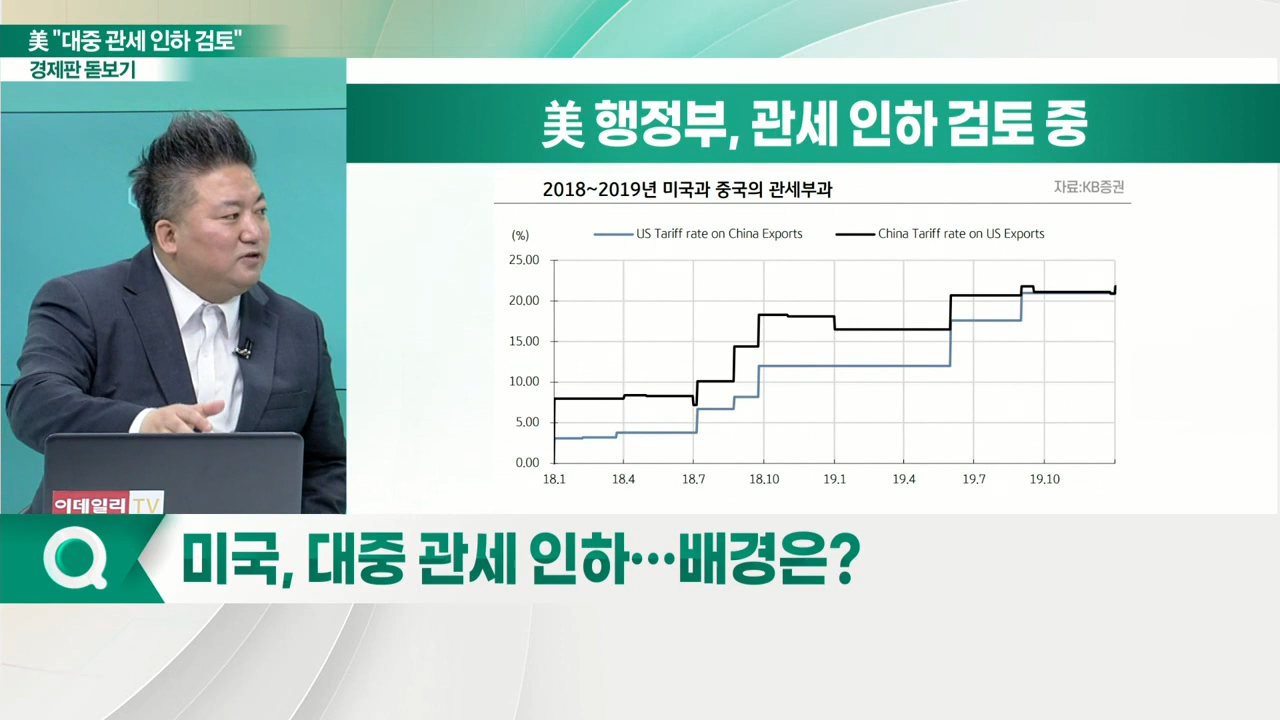 美 "대중 관세 인하 검토"
경제판 돋보기
美 행정부, 관세 인하 검토 중
2018~2019년 미국과 중국의 관세부과
자료:KB증권
(%)
US Tariff rate on China Exports
China Tariff rate on US Exports
25.00
20.00
15.00
10.00
5.00
0.00
18.1 18.4 18.7 18.10 19.1 19.4 19.7 19.10
이데일리TV
Q 미국, 대중 관세 인하…배경은?